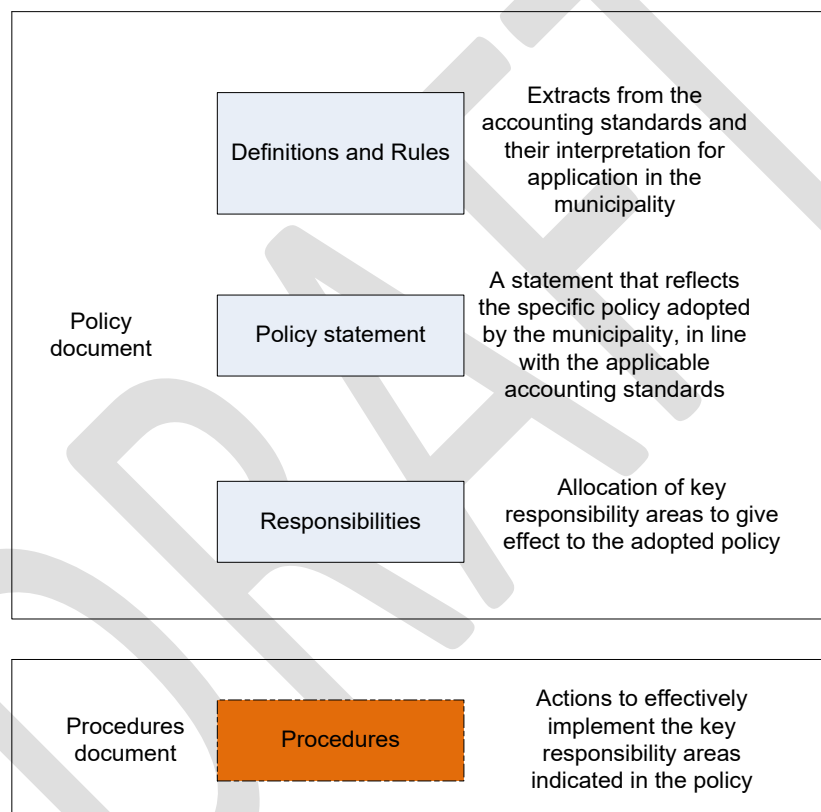 Definitions and Rules
Extracts from the
accounting standards and
their interpretation for
application in the
municipality
Policy
document
Policy statement
A statement that reflects
the specific policy adopted
by the municipality, in line
with the applicable
accounting standards
Responsibilities
Allocation of key
responsibility areas to give
effect to the adopted policy
Procedures
document
Procedures
Actions to effectively
implement the key
responsibility areas
indicated in the policy
DRAFT